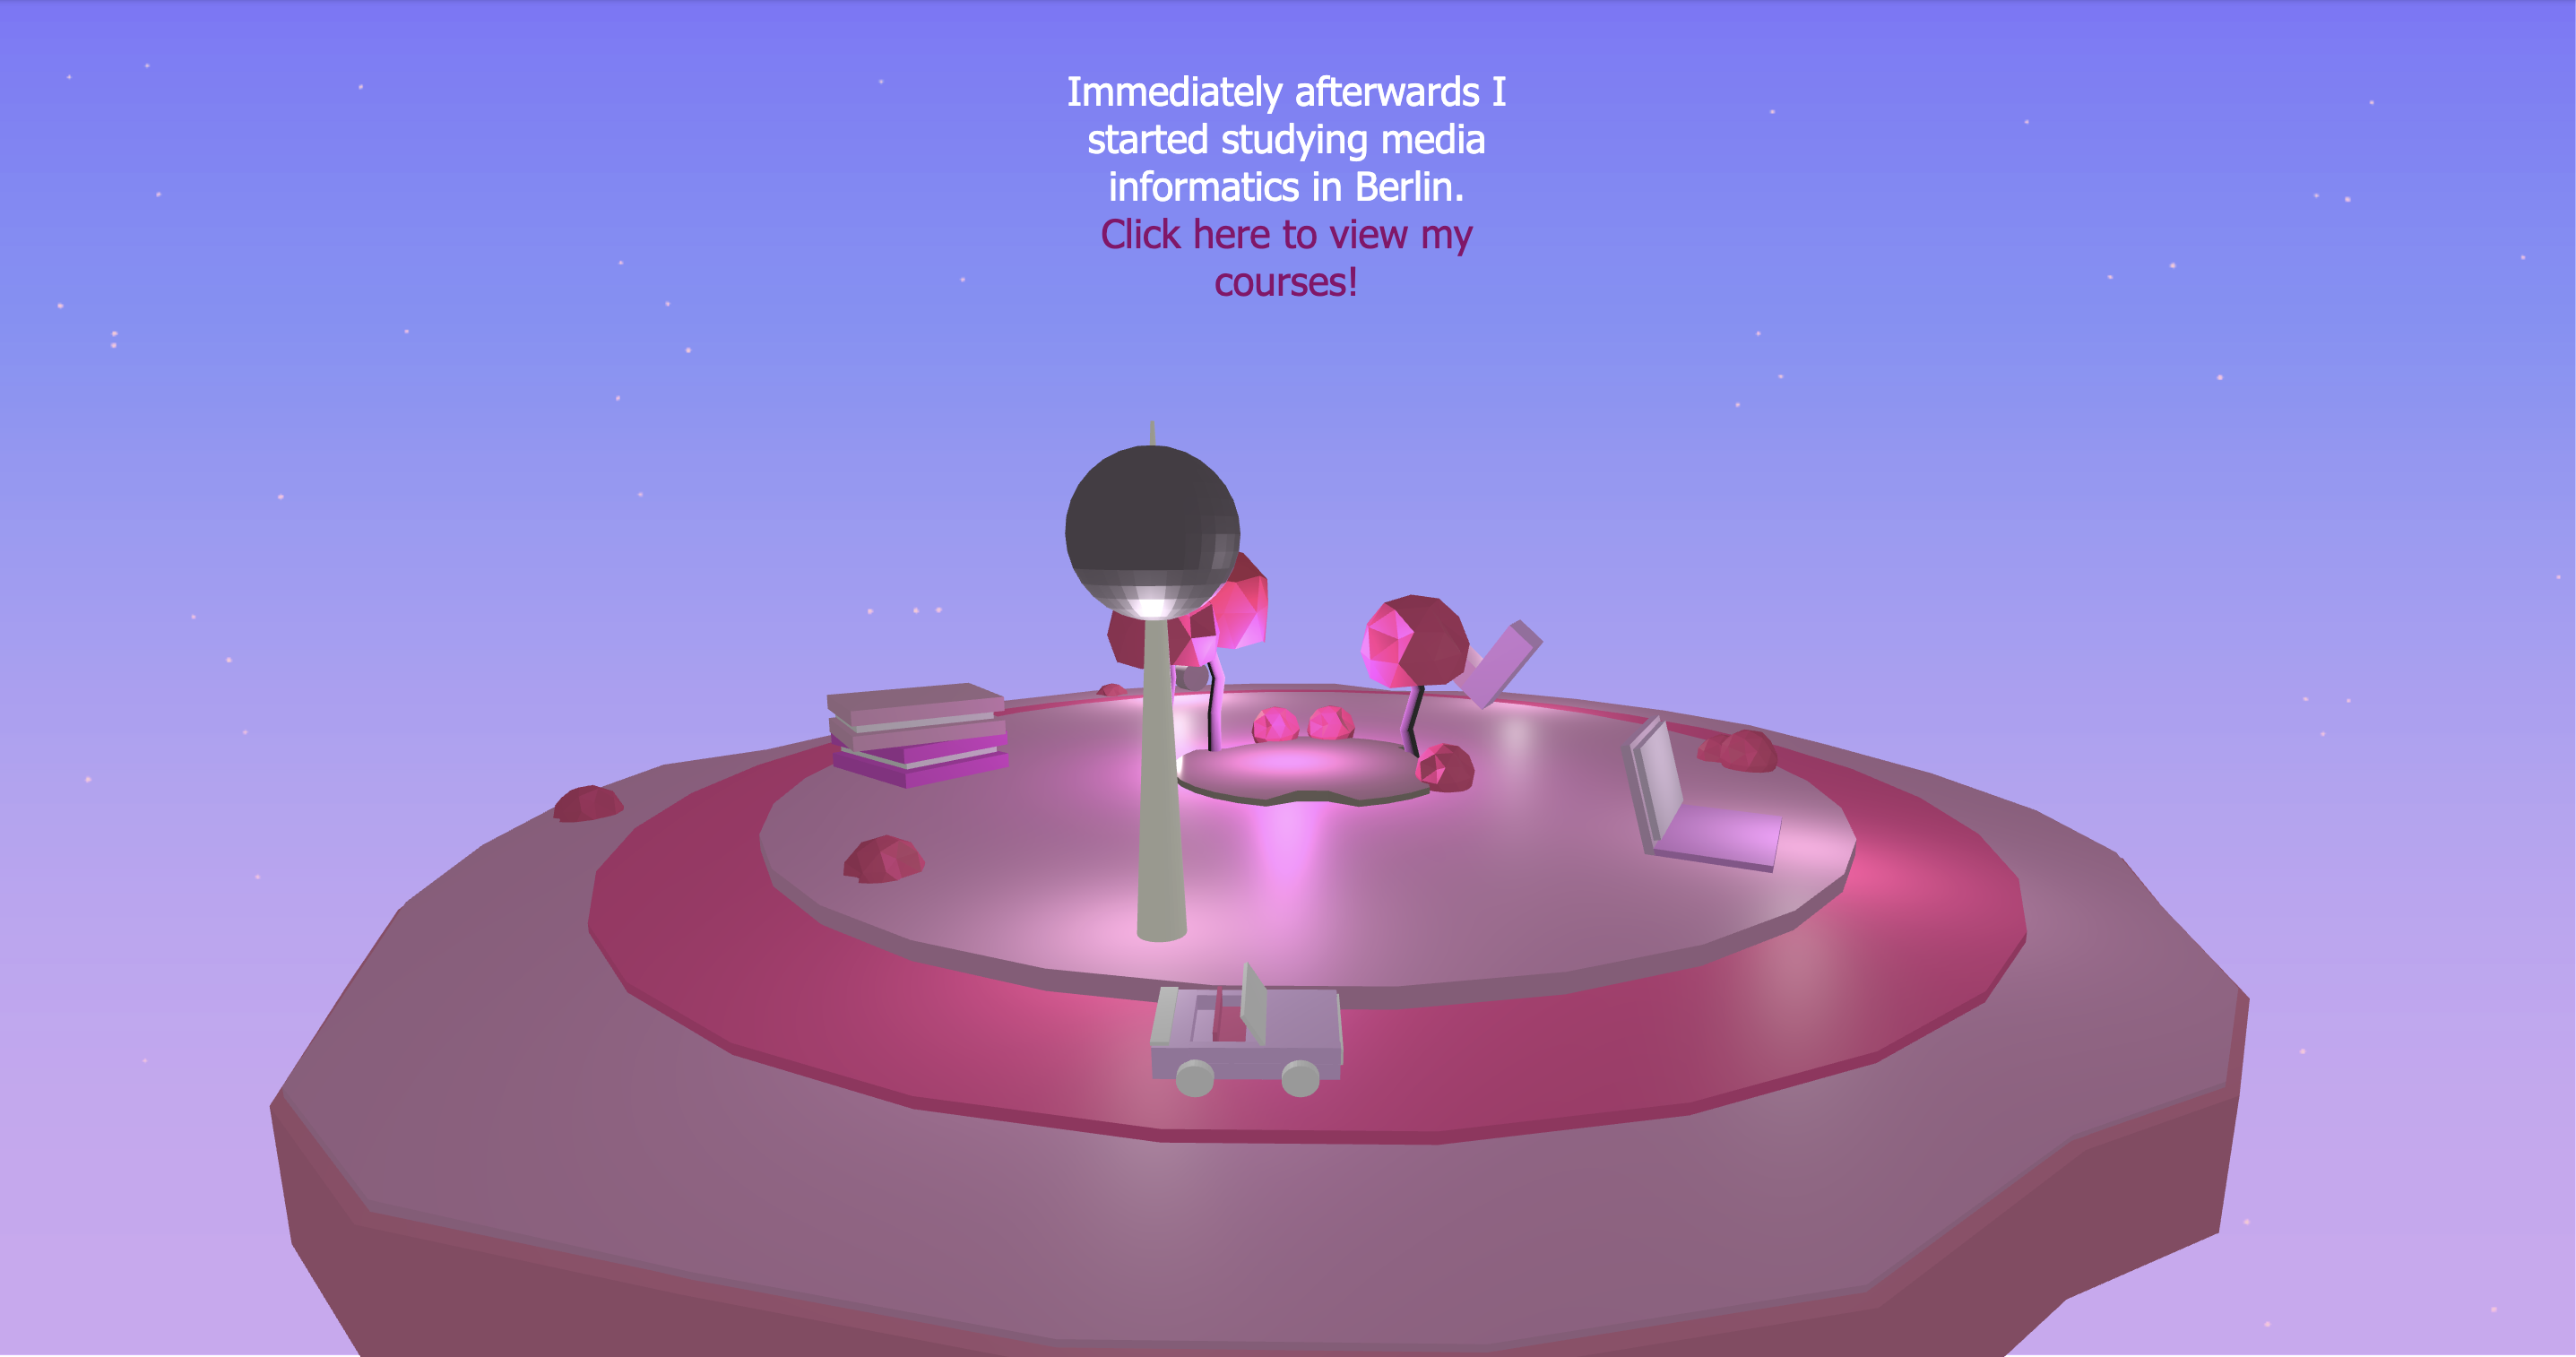 Immediately afterwards I
started studying media
informatics in Berlin.
Click here to view my
courses!